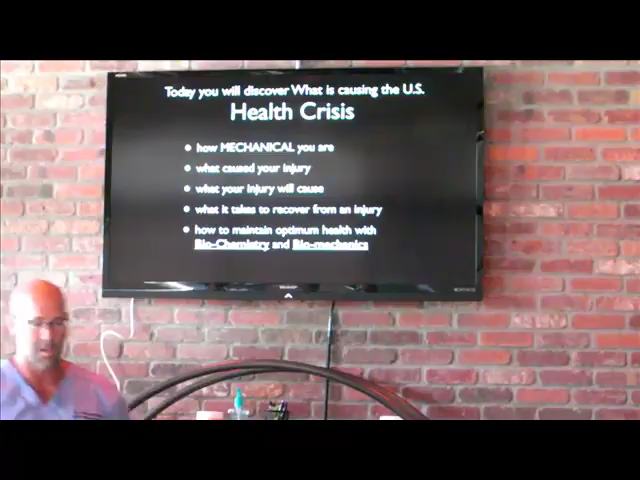 Today you will discover What is causing the U.S.
Health Crisis
• how MECHANICAL you are
• what caused your injury
• what your injury will cause
• what it takes to recover from an injury
• how to maintain optimum health with
Bio-Chemistry and Bio-mechanics